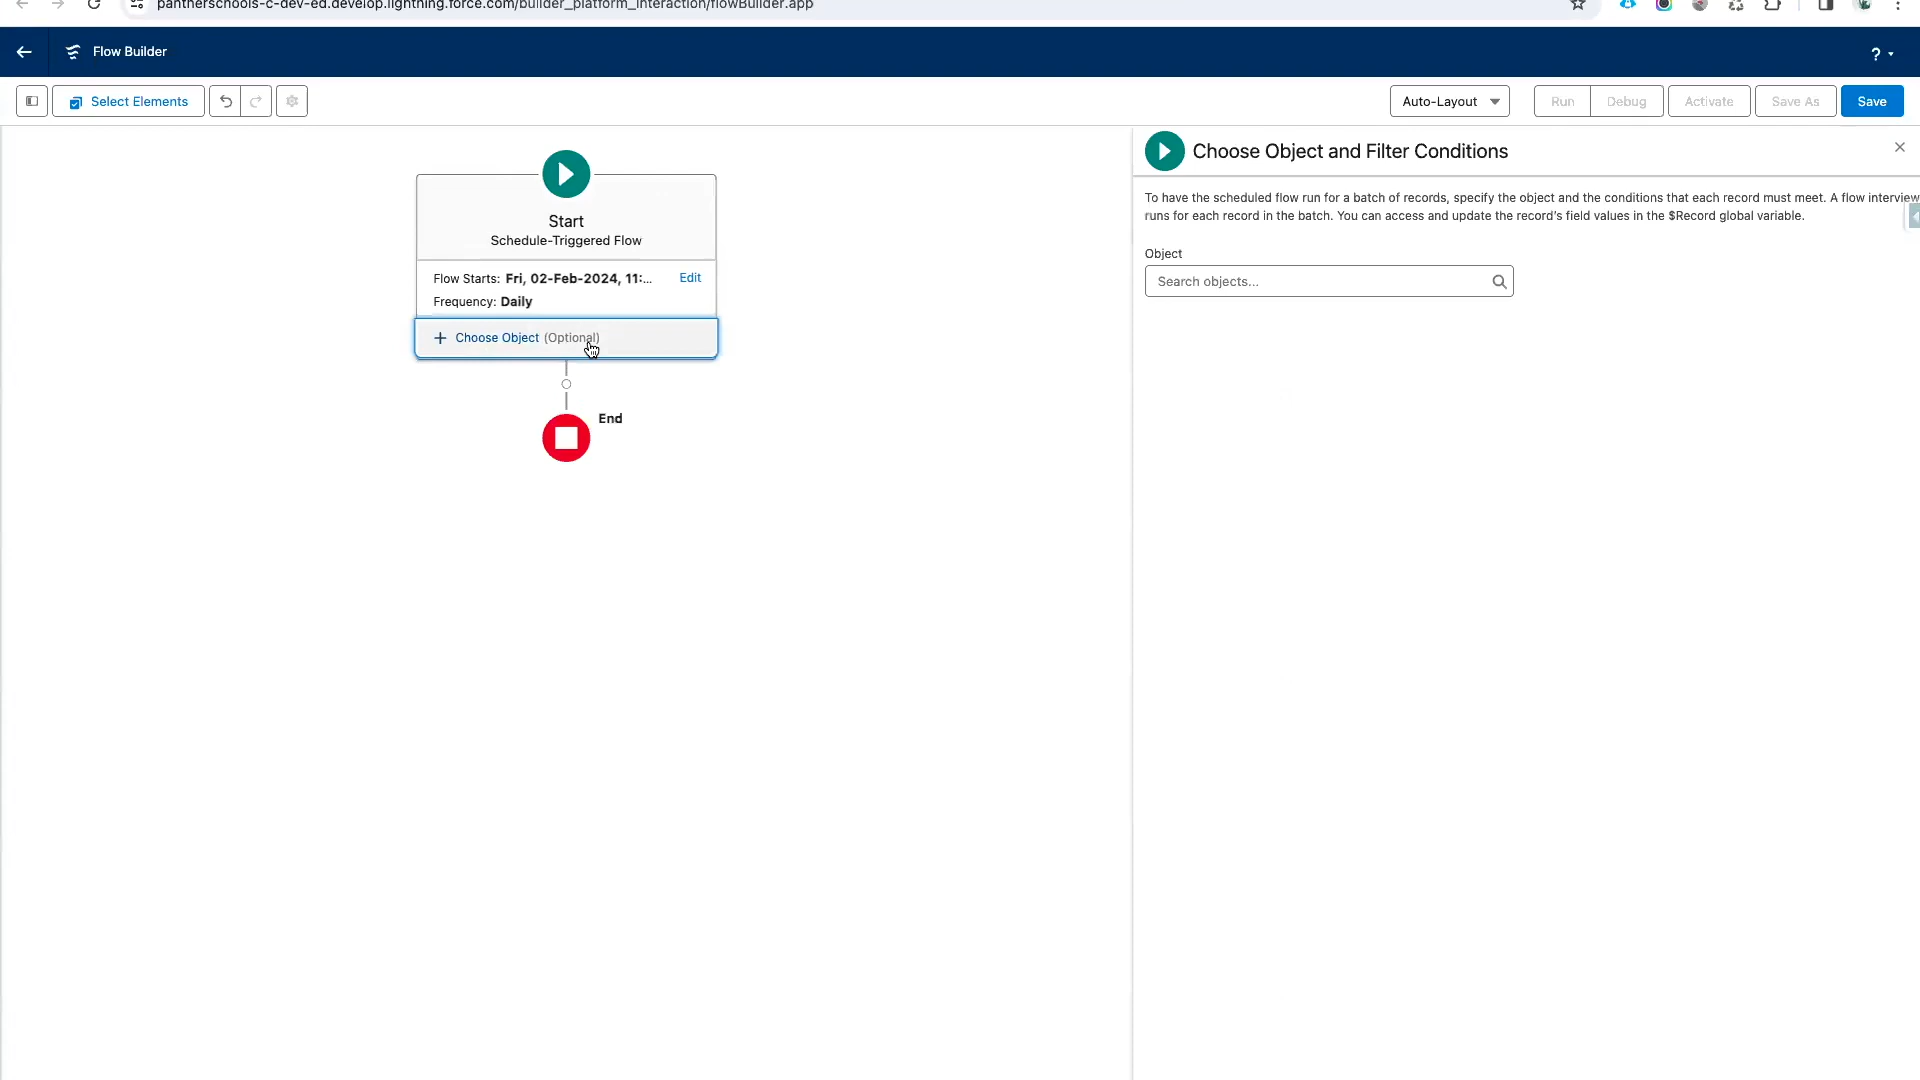 pantherschools-c-dev-ed.develop.lightning.force.com/builder_platform_interaction/flowBuilder.app
Flow Builder
?
Select Elements
Auto-Layout
Run
Debug
Activate
Save As
Save
Start
Schedule-Triggered Flow
Flow Starts: Fri, 02-Feb-2024, 11:...
Edit
Frequency: Daily
+ Choose Object (Optional)
End
Choose Object and Filter Conditions
To have the scheduled flow run for a batch of records, specify the object and the conditions that each record must meet. A flow interview
runs for each record in the batch. You can access and update the record's field values in the $Record global variable.
Object
Search objects...